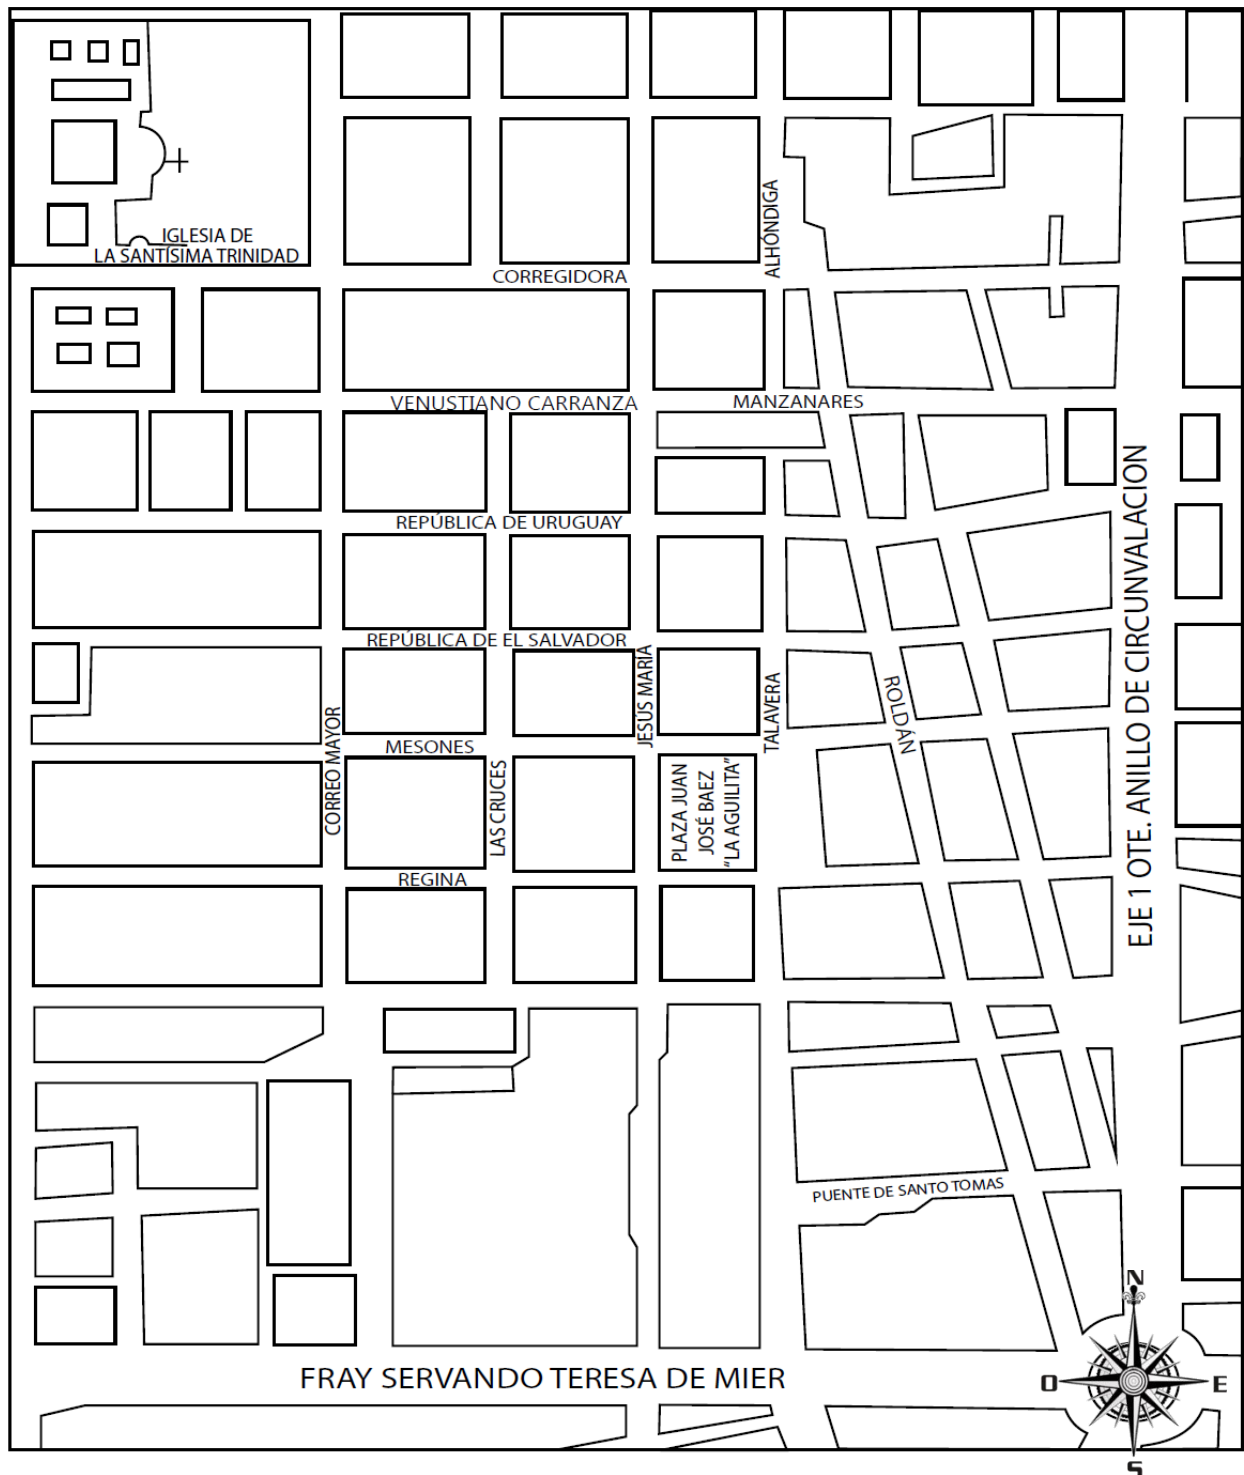 IGLESIA DE
LA SANTÍSIMA TRINIDAD
ALHÓNDIGA
CORREGIDORA
VENUSTIANO CARRANZA
MANZANARES
REPÚBLICA DE URUGUAY
EJE 1 OTE. ANILLO DE CIRCUNVALACION
REPÚBLICA DE EL SALVADOR
JESUS MARÍA
TALAVERA
ROLDÁN
CORREO MAYOR
MESONES
LAS CRUCES
PLAZA JUAN
JOSÉ BAEZ
"LA AGUILITA"
REGINA
PUENTE DE SANTO TOMAS
N
FRAY SERVANDO TERESA DE MIER
O
E
S